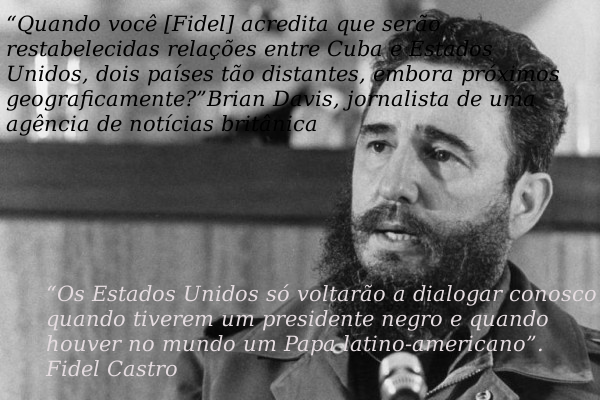 “Quando você [Fidel] acredita que serão
restabelecidas relações entre Cuba e Estados
Unidos, dois países tão distantes, embora próximos
geograficamente?”Brian Davis, jornalista de uma
agência de notícias britânica
“Os Estados Unidos só voltarão a dialogar conosco
quando tiverem um presidente negro e quando
houver no mundo um Papa latino-americano”.
Fidel Castro